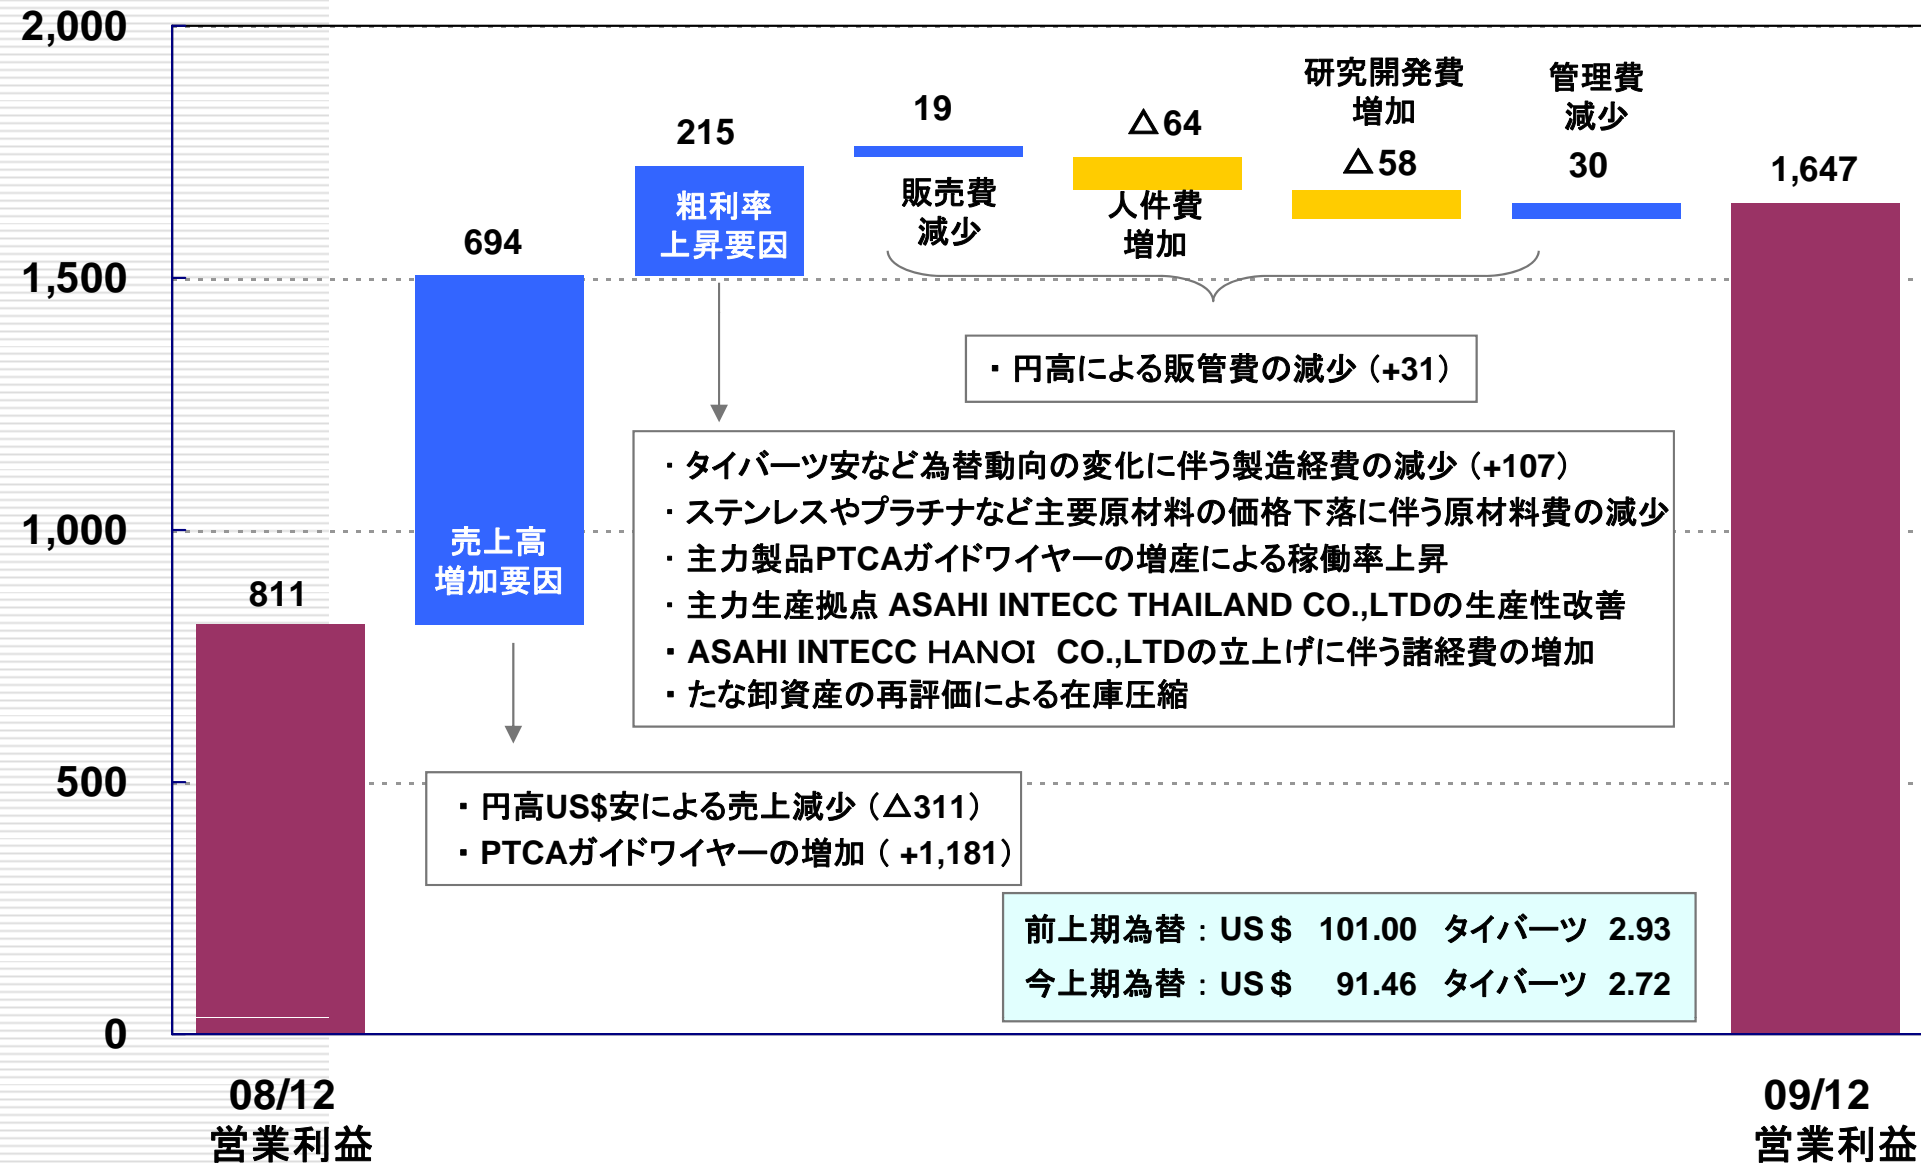 2,000
1,500
1,000
500
0
811
694
売上高
増加要因
215
粗利率
上昇要因
19
販売費
減少
△64
人件費
増加
研究開発費
増加
△58
管理費
減少
30
1,647
・円高による販管費の減少（+31）
・タイバーツ安など為替動向の変化に伴う製造経費の減少（+107）
・ステンレスやプラチナなど主要原材料の価格下落に伴う原材料費の減少
・主力製品PTCAガイドワイヤーの増産による稼働率上昇
・主力生産拠点 ASAHI INTECC THAILAND CO.,LTDの生産性改善
・ASAHI INTECC HANOI CO.,LTDの立上げに伴う諸経費の増加
・たな卸資産の再評価による在庫圧縮
・円高US$安による売上減少（△311）
・PTCAガイドワイヤーの増加（ +1,181）
前上期為替：US＄ 101.00 タイバーツ 2.93
今上期為替：US＄ 91.46 タイバーツ 2.72
08/12
営業利益
09/12
営業利益